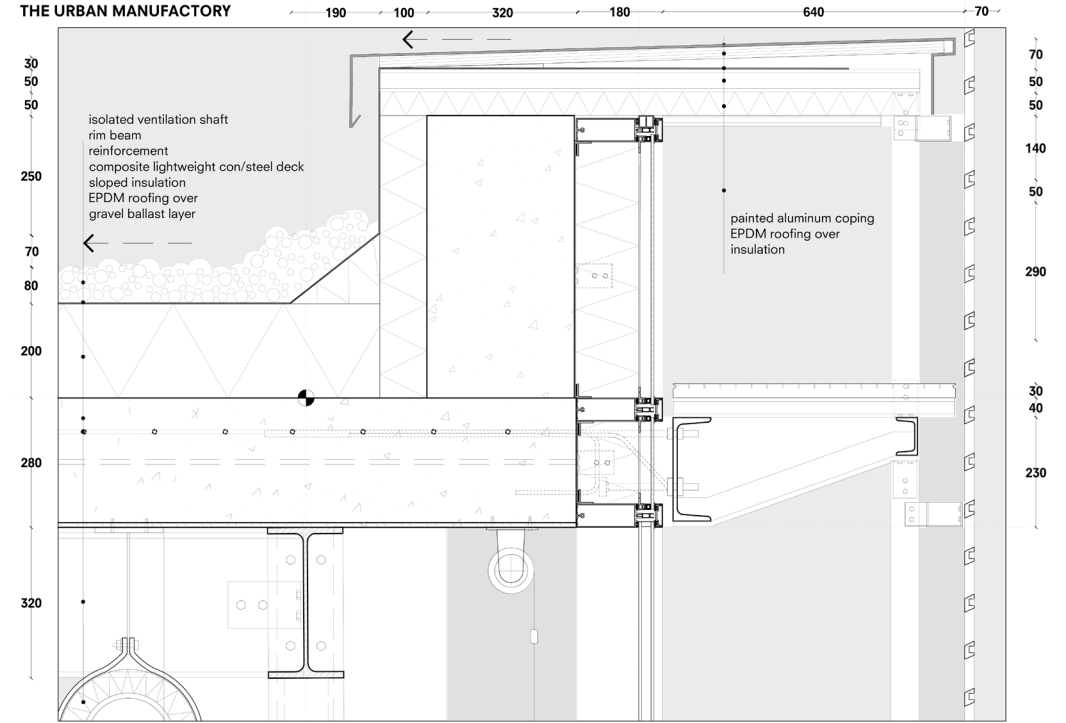 THE URBAN MANUFACTORY
190 100 320 180 640 70
30
50
50
250
70
80
200
280
320
isolated ventilation shaft
rim beam
reinforcement
composite lightweight con/steel deck
sloped insulation
EPDM roofing over
gravel ballast layer
painted aluminum coping
EPDM roofing over
insulation
70
50
50
140
50
290
30
40
230